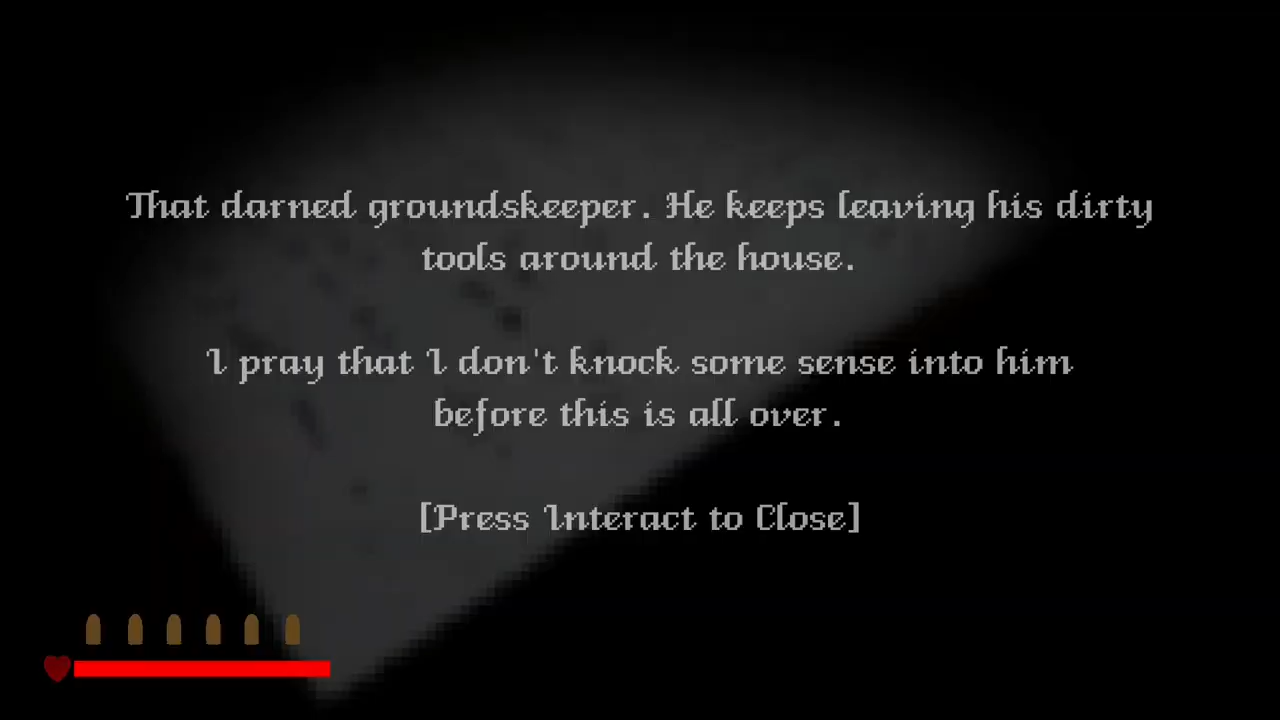 That darned groundskeeper. He keeps leaving his dirty
tools around the house.
I pray that I don't knock some sense into him
before this is all over.
[Press Interact to Close]